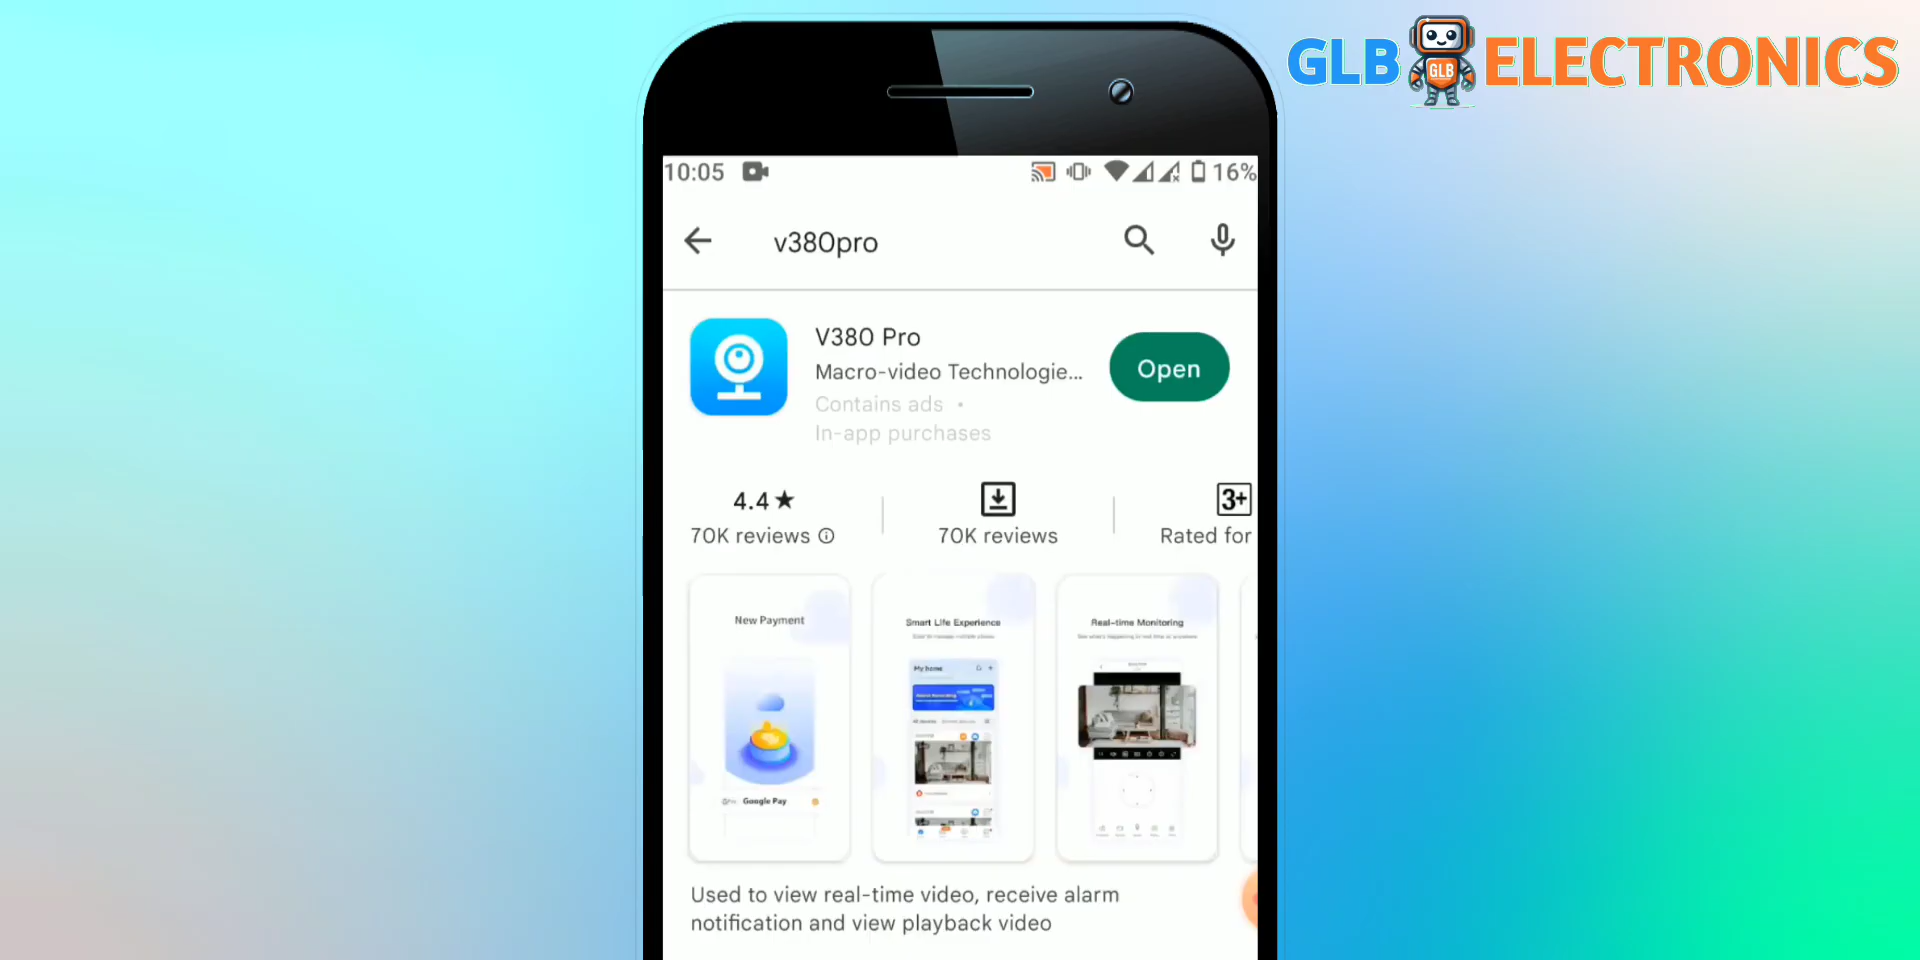 GLB GLB ELECTRONICS
10:05 16%
v380pro
V380 Pro
Macro-video Technologie...
Open
Contains ads •
In-app purchases
4.4★
3+
70K reviews
70K reviews
Rated for
New Payment
Smart Life Experience
Real-time Monitoring
My home
Google Pay
Used to view real-time video, receive alarm
notification and view playback video